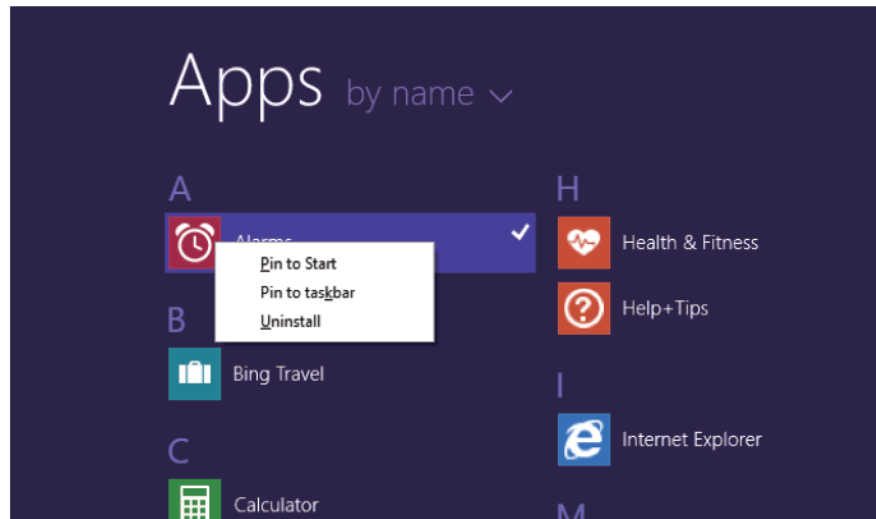 Apps by name
A
Alarms
Pin to Start
Pin to taskbar
Uninstall
B
Bing Travel
C
Calculator
H
Health & Fitness
Help+Tips
I
Internet Explorer
M